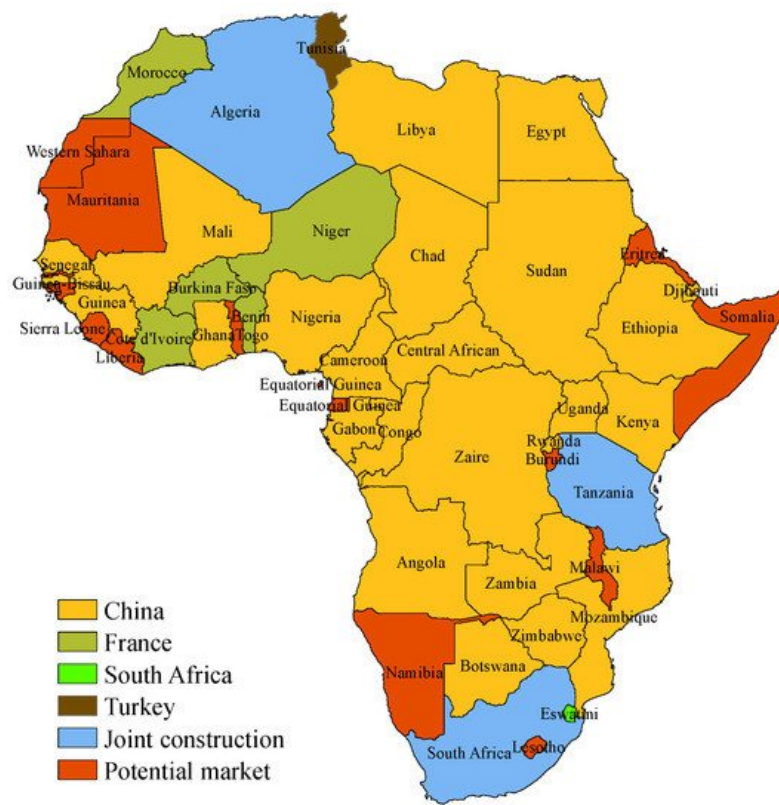 Tunisia
Morocco
Algeria
Libya
Egypt
Western Sahara
Mauritania
Mali
Niger
Chad
Sudan
Eritrea
Senegal
Guinea-Bissau
Guinea
Burkina Faso
Benin
Nigeria
Djibouti
Somalia
Ethiopia
Sierra Leone
Cote d'Ivoire
Ghana
Togo
Liberia
Cameroon
Central African
Equatorial Guinea
Equatorial Guinea
Gabon
Congo
Uganda
Kenya
Rwanda
Burundi
Zaire
Tanzania
Angola
Zambia
Malawi
Mozambique
Zimbabwe
Namibia
Botswana
Eswatini
South Africa
Lesotho
China
France
South Africa
Turkey
Joint construction
Potential market